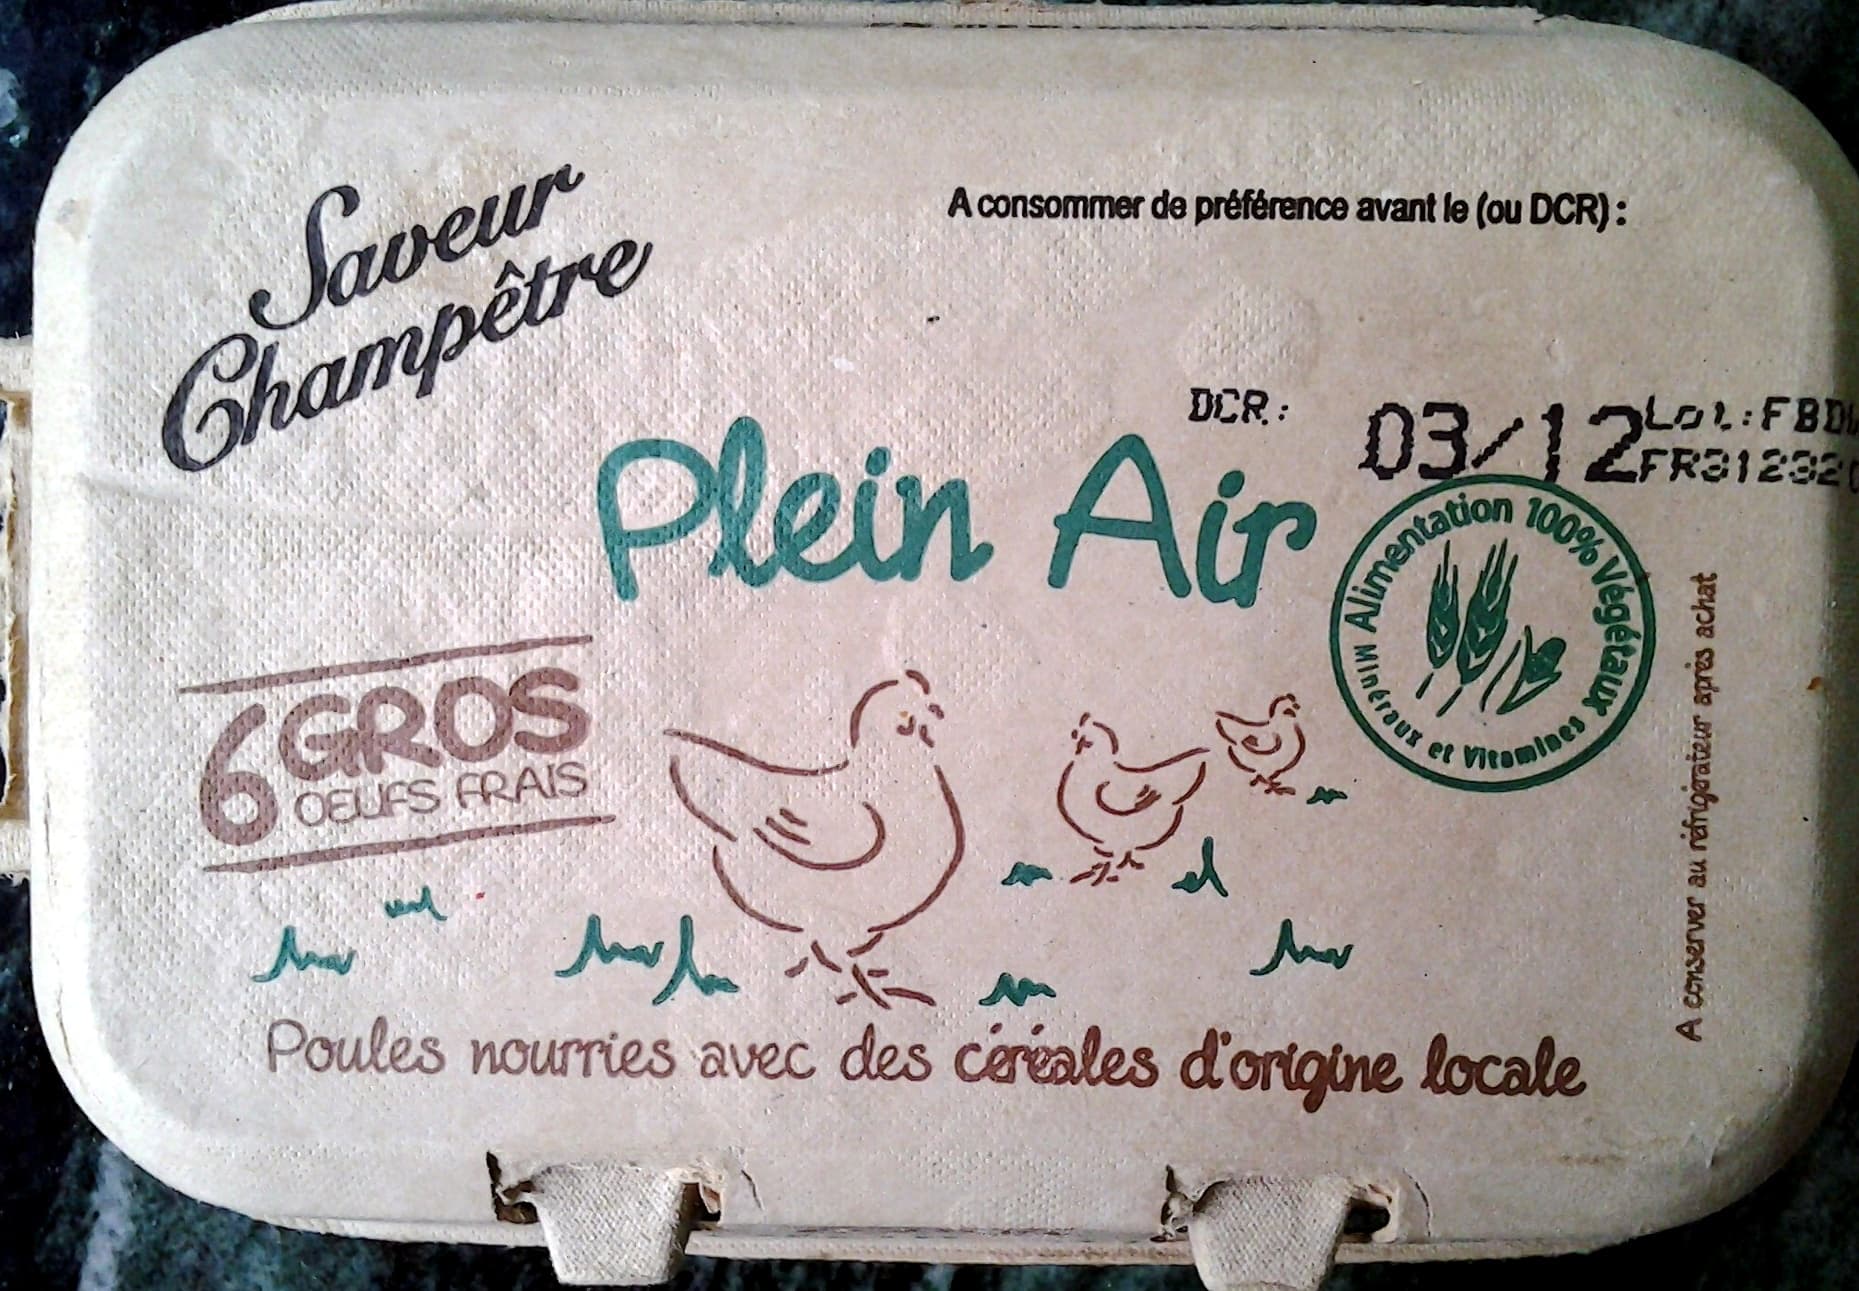 Saveur
Champêtre
A consommer de préférence avant le (ou DCR) :
DCR: 03/12
Plein Air
Alimentation 100% Végétaux
Minéraux et Vitamines
6 GROS
OEUFS FRAIS
Poules nourries avec des céréales d'origine locale
A conserver au réfrigérateur après achat